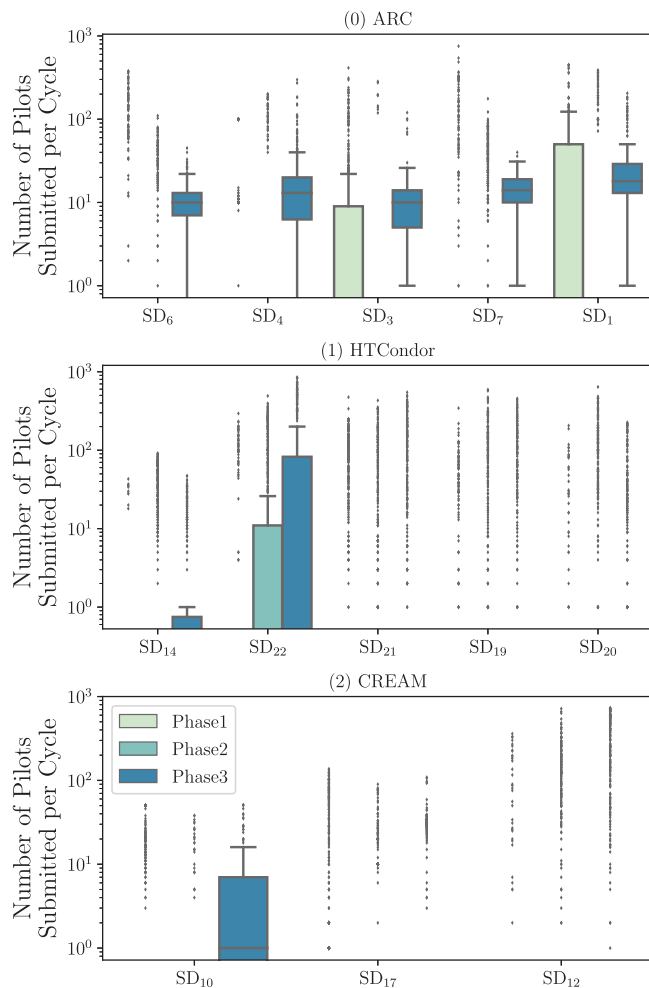 (0) ARC
Number of Pilots
Submitted per Cycle
10³
10²
10¹
10⁰
SD₆ SD₄ SD₃ SD₇ SD₁
(1) HTCondor
Number of Pilots
Submitted per Cycle
10³
10²
10¹
10⁰
SD₁₄ SD₂₂ SD₂₁ SD₁₉ SD₂₀
(2) CREAM
Number of Pilots
Submitted per Cycle
10³
10²
10¹
10⁰
Phase1
Phase2
Phase3
SD₁₀ SD₁₇ SD₁₂